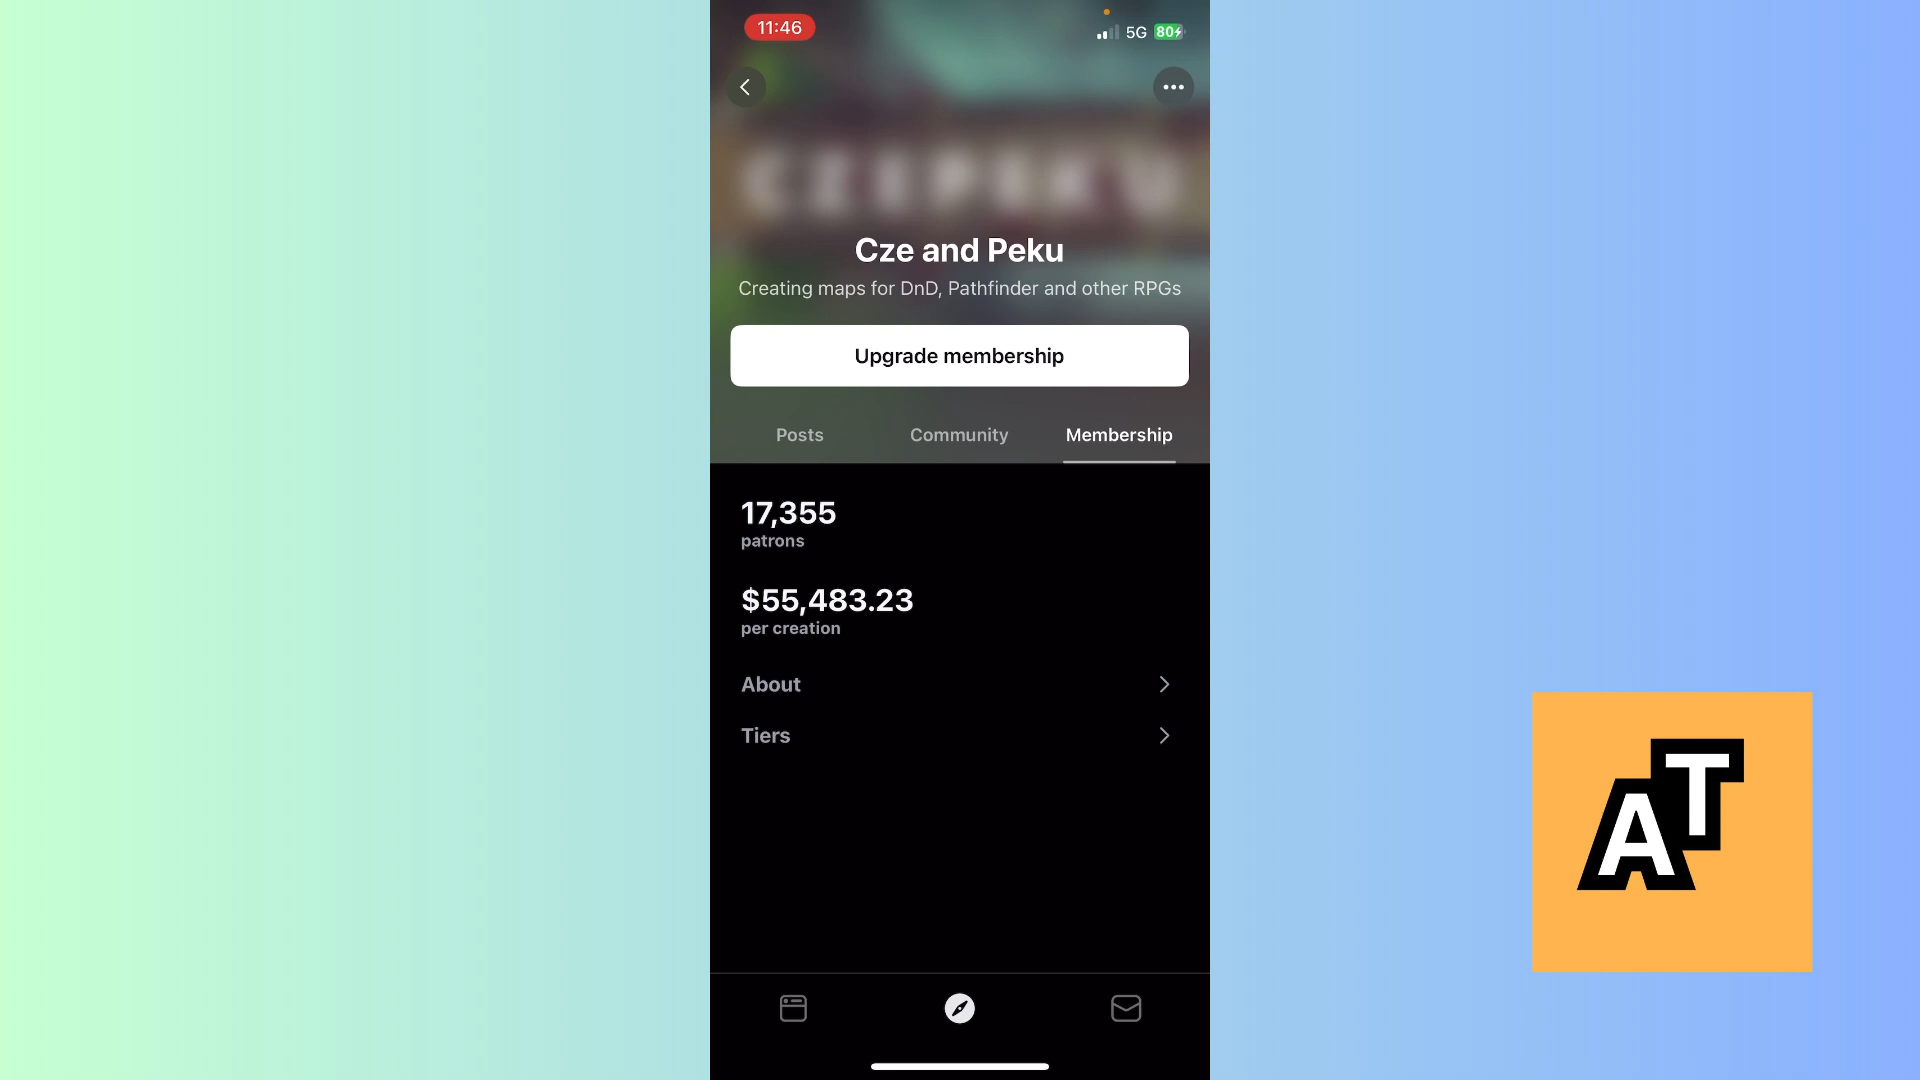 11:46
5G 80
CZEPEKU
Cze and Peku
Creating maps for DnD, Pathfinder and other RPGs
Upgrade membership
Posts Community Membership
17,355
patrons
$55,483.23
per creation
About
Tiers
AT